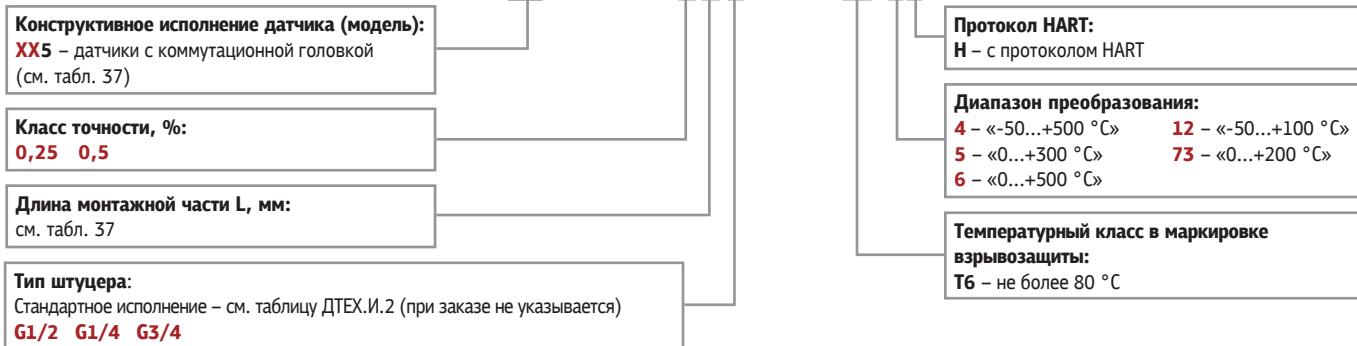 Конструктивное исполнение датчика (модель):
XX5 – датчики с коммутационной головкой
(см. табл. 37)
Класс точности, %:
0,25 0,5
Длина монтажной части L, мм:
см. табл. 37
Тип штуцера:
Стандартное исполнение – см. таблицу ДТЕХ.И.2 (при заказе не указывается)
G1/2 G1/4 G3/4
Протокол HART:
H – с протоколом HART
Диапазон преобразования:
4 – «-50...+500 °C» 12 – «-50...+100 °C»
5 – «0...+300 °C» 73 – «0...+200 °C»
6 – «0...+500 °C»
Температурный класс в маркировке
взрывозащиты:
T6 – не более 80 °C